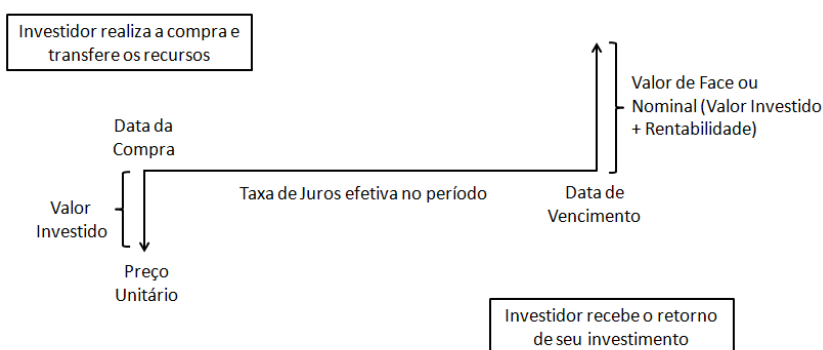 Investidor realiza a compra e
transfere os recursos
Valor de Face ou
Nominal (Valor Investido
+ Rentabilidade)
Data da
Compra
Taxa de Juros efetiva no período
Data de
Vencimento
Valor
Investido
Preço
Unitário
Investidor recebe o retorno
de seu investimento